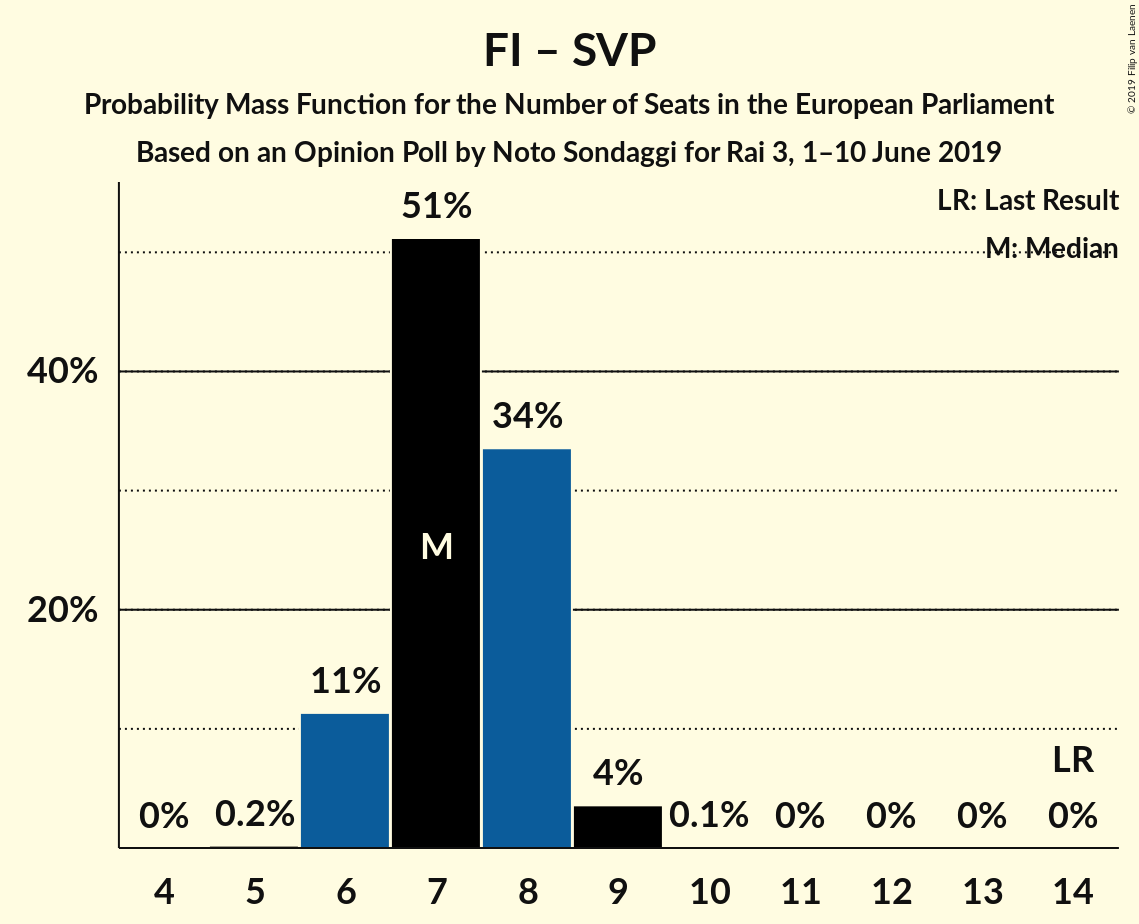 FI – SVP
Probability Mass Function for the Number of Seats in the European Parliament
Based on an Opinion Poll by Noto Sondaggi for Rai 3, 1–10 June 2019
© 2019 Filip van Laenen
LR: Last Result
M: Median
51%
40%
34%
M
20%
11%
LR
4%
0% 0.2% 0.1% 0% 0% 0% 0%
4 5 6 7 8 9 10 11 12 13 14